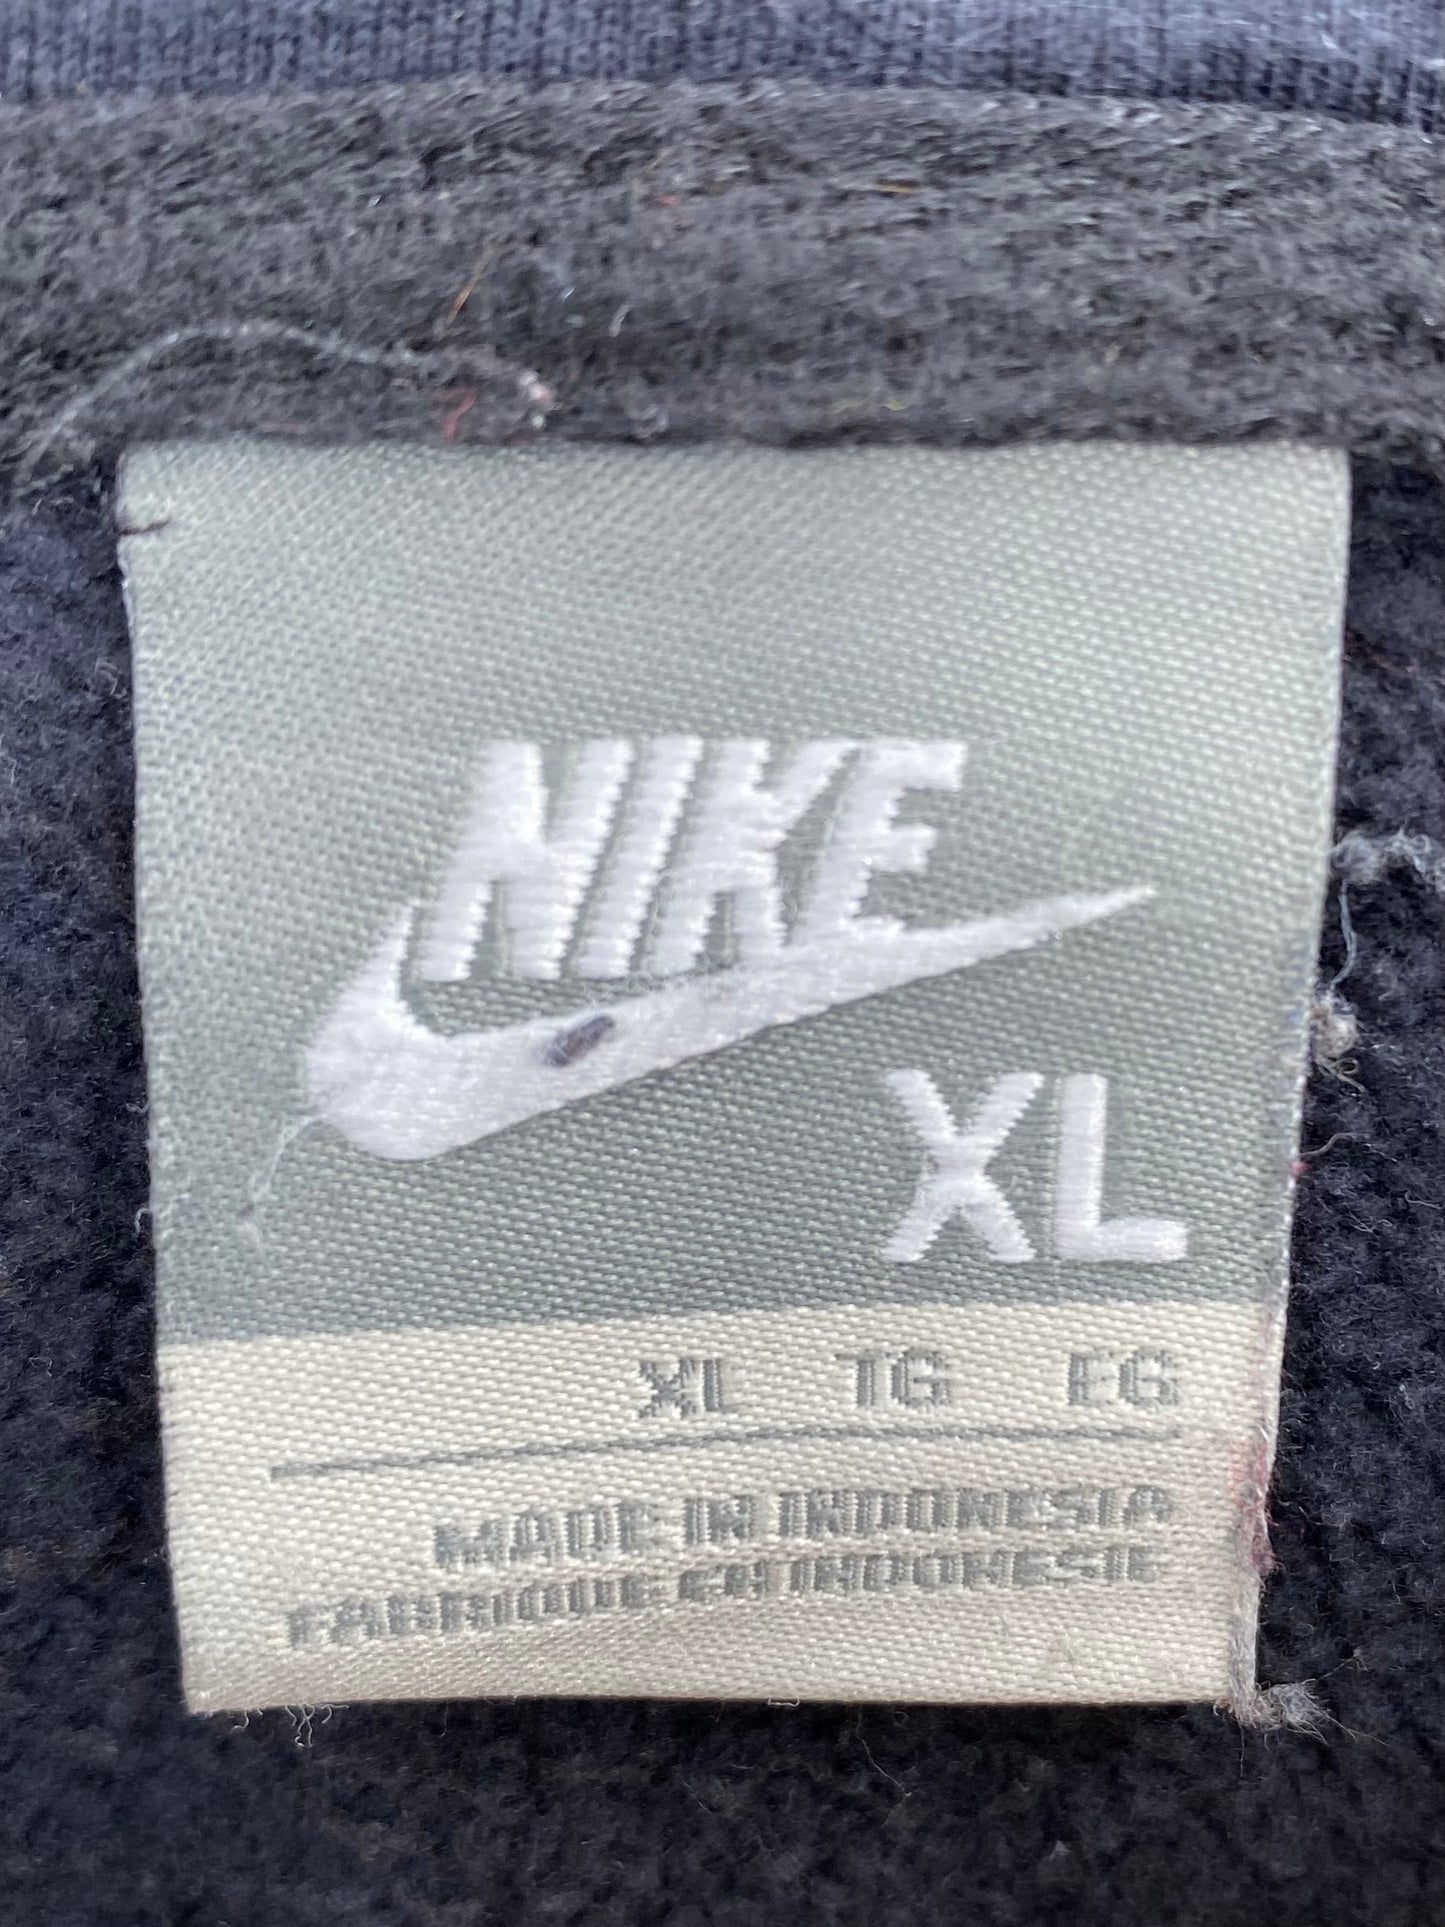 NIKE
XL
XL TG EG
MADE IN INDONESIA
FABRIQUE EN INDONESIE